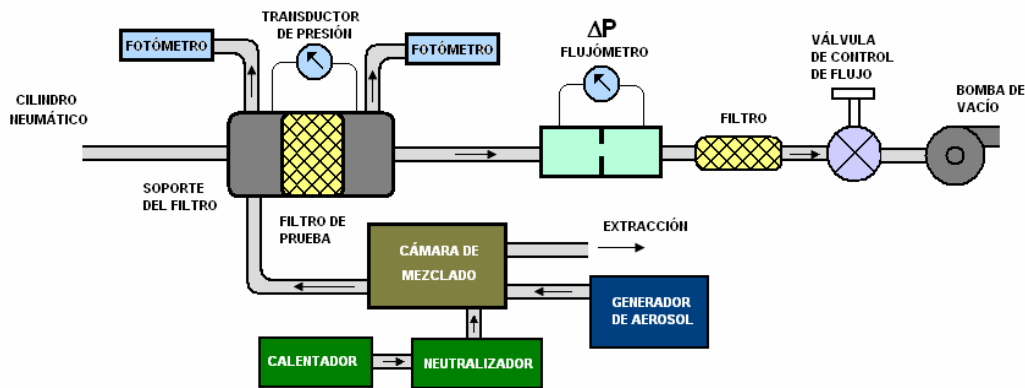 TRANSDUCTOR
DE PRESIÓN
FOTÓMETRO
FOTÓMETRO
ΔP
FLUJÓMETRO
VÁLVULA
DE CONTROL
DE FLUJO
BOMBA DE
VACÍO
CILINDRO
NEUMÁTICO
FILTRO
SOPORTE
DEL FILTRO
FILTRO DE
PRUEBA
CÁMARA DE
MEZCLADO
EXTRACCIÓN
GENERADOR
DE AEROSOL
CALENTADOR
NEUTRALIZADOR